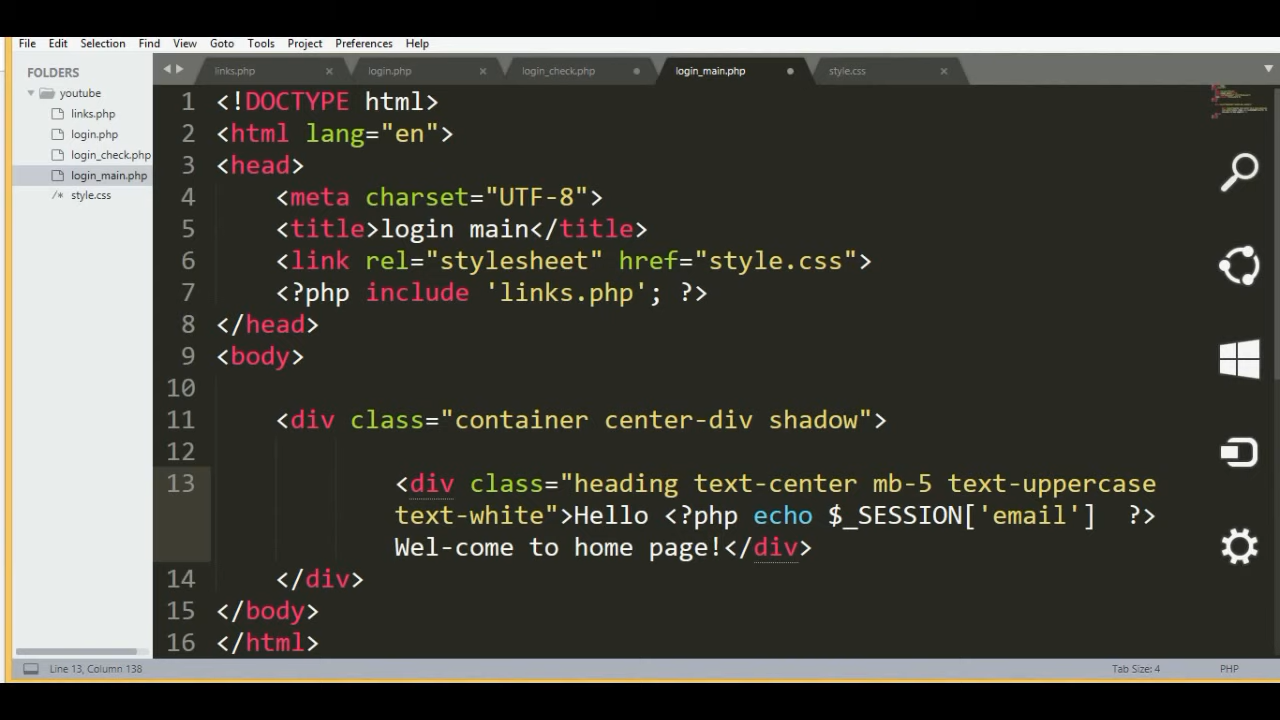 File Edit Selection Find View Goto Tools Project Preferences Help
FOLDERS
youtube
links.php
login.php
login_check.php
login_main.php
/* style.css
links.php × login.php × login_check.php login_main.php style.css ×
1 <!DOCTYPE html>
2 <html lang="en">
3 <head>
4 <meta charset="UTF-8">
5 <title>login main</title>
6 <link rel="stylesheet" href="style.css">
7 <?php include 'links.php'; ?>
8 </head>
9 <body>
10
11 <div class="container center-div shadow">
12
13 <div class="heading text-center mb-5 text-uppercase
text-white">Hello <?php echo $_SESSION['email']  ?>
Wel-come to home page!</div>
14 </div>
15 </body>
16 </html>
Line 13, Column 138 Tab Size: 4 PHP